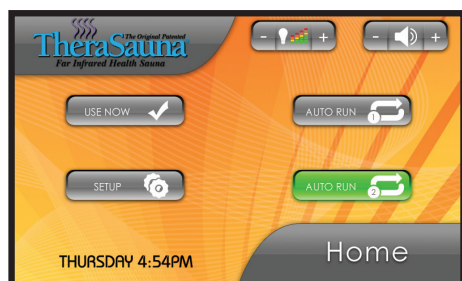 The Original Patented
TheraSauna®
Far Infrared Health Sauna
- +
- +
USE NOW
AUTO RUN 1
SETUP
AUTO RUN 2
THURSDAY 4:54PM
Home